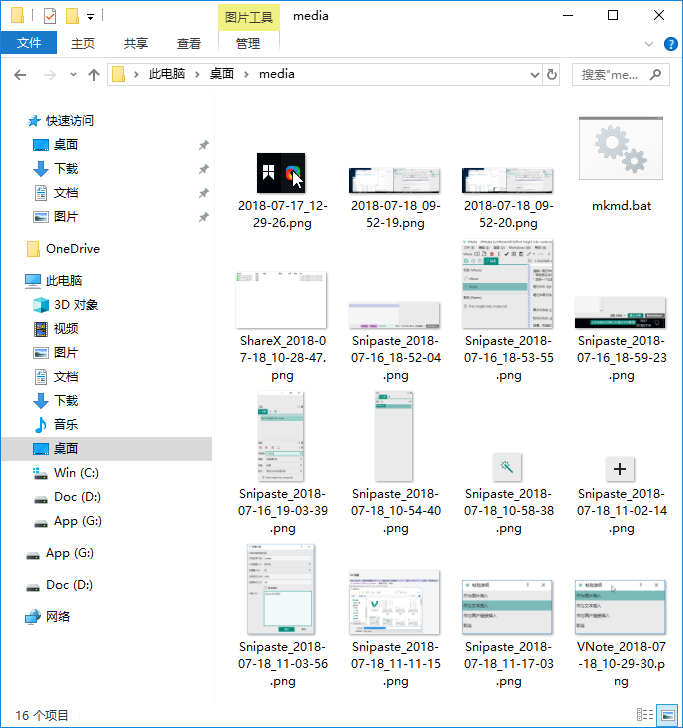 图片工具 media
文件 主页 共享 查看 管理
此电脑 桌面 media 搜索"me...
快速访问
桌面
下载
文档
图片
OneDrive
此电脑
3D 对象
视频
图片
文档
下载
音乐
桌面
Win (C:)
Doc (D:)
App (G:)
App (G:)
Doc (D:)
网络
2018-07-17_12-
29-26.png
2018-07-18_09-
52-19.png
2018-07-18_09-
52-20.png
mkmd.bat
ShareX_2018-0
7-18_10-28-47.
png
Snipaste_2018-
07-16_18-52-04
.png
Snipaste_2018-
07-16_18-53-55
.png
Snipaste_2018-
07-16_18-59-23
.png
Snipaste_2018-
07-16_19-03-39
.png
Snipaste_2018-
07-18_10-54-40
.png
Snipaste_2018-
07-18_10-58-38
.png
Snipaste_2018-
07-18_11-02-14
.png
Snipaste_2018-
07-18_11-03-56
.png
Snipaste_2018-
07-18_11-11-15
.png
Snipaste_2018-
07-18_11-17-03
.png
VNote_2018-07
-18_10-29-30.p
ng
16 个项目